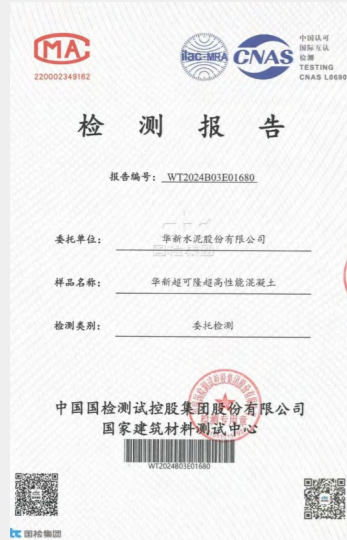 MA
220002349182
ilac-MRA
CNAS
中国认可
国际互认
检测
TESTING
CNAS L0690
检测报告
报告编号： WT2024B03E01680
委托单位： 华新水泥股份有限公司
样品名称： 华新超可隆超高性能混凝土
检测类别： 委托检测
中国国检测试控股集团股份有限公司
国家建筑材料测试中心
WT2024B03E01680
国检集团